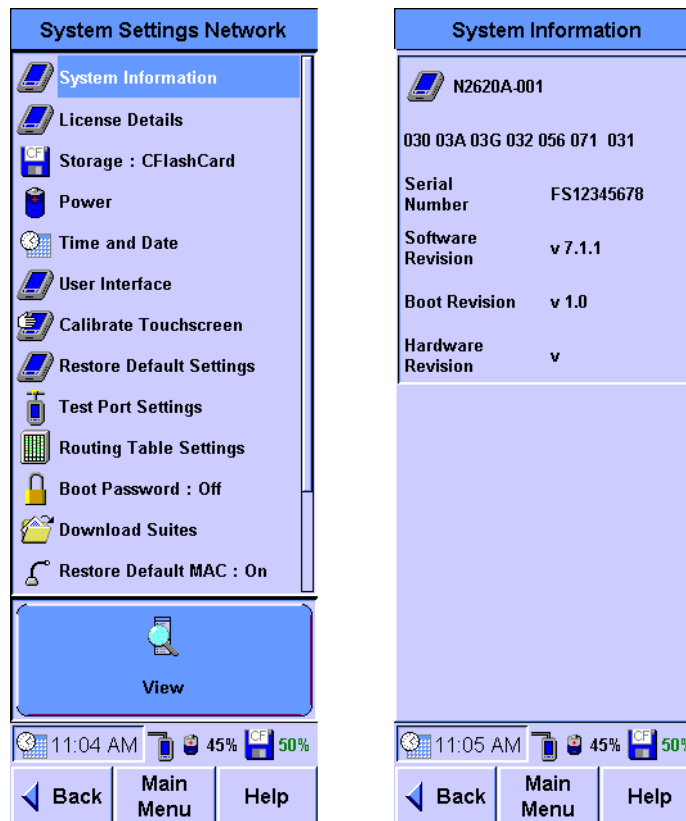 System Settings Network
System Information
License Details
CF
Storage : CFlashCard
Power
Time and Date
User Interface
Calibrate Touchscreen
Restore Default Settings
Test Port Settings
Routing Table Settings
Boot Password : Off
Download Suites
Restore Default MAC : On
View
11:04 AM 45% CF 50%
Back
Main
Menu
Help
System Information
N2620A-001
030 03A 03G 032 056 071 031
Serial
Number
FS12345678
Software
Revision
v 7.1.1
Boot Revision v 1.0
Hardware
Revision
v
11:05 AM 45% CF 50%
Back
Main
Menu
Help